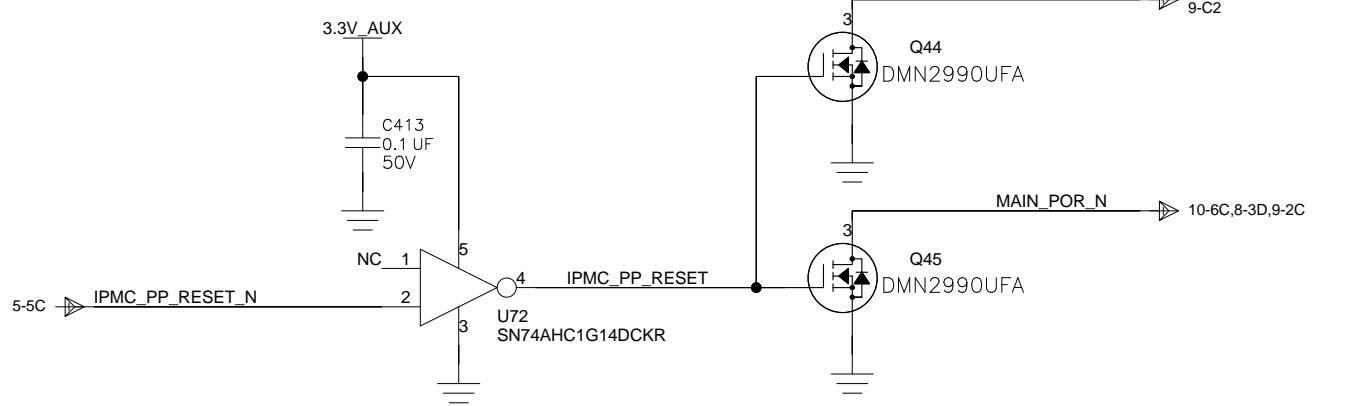 9-C2
3
3.3V_AUX
Q44
DMN2990UFA
C413
0.1 UF
50V
MAIN_POR_N
10-6C,8-3D,9-2C
3
5
NC
1
Q45
4
IPMC_PP_RESET
DMN2990UFA
5-5C
IPMC_PP_RESET_N
2
U72
3
SN74AHC1G14DCKR